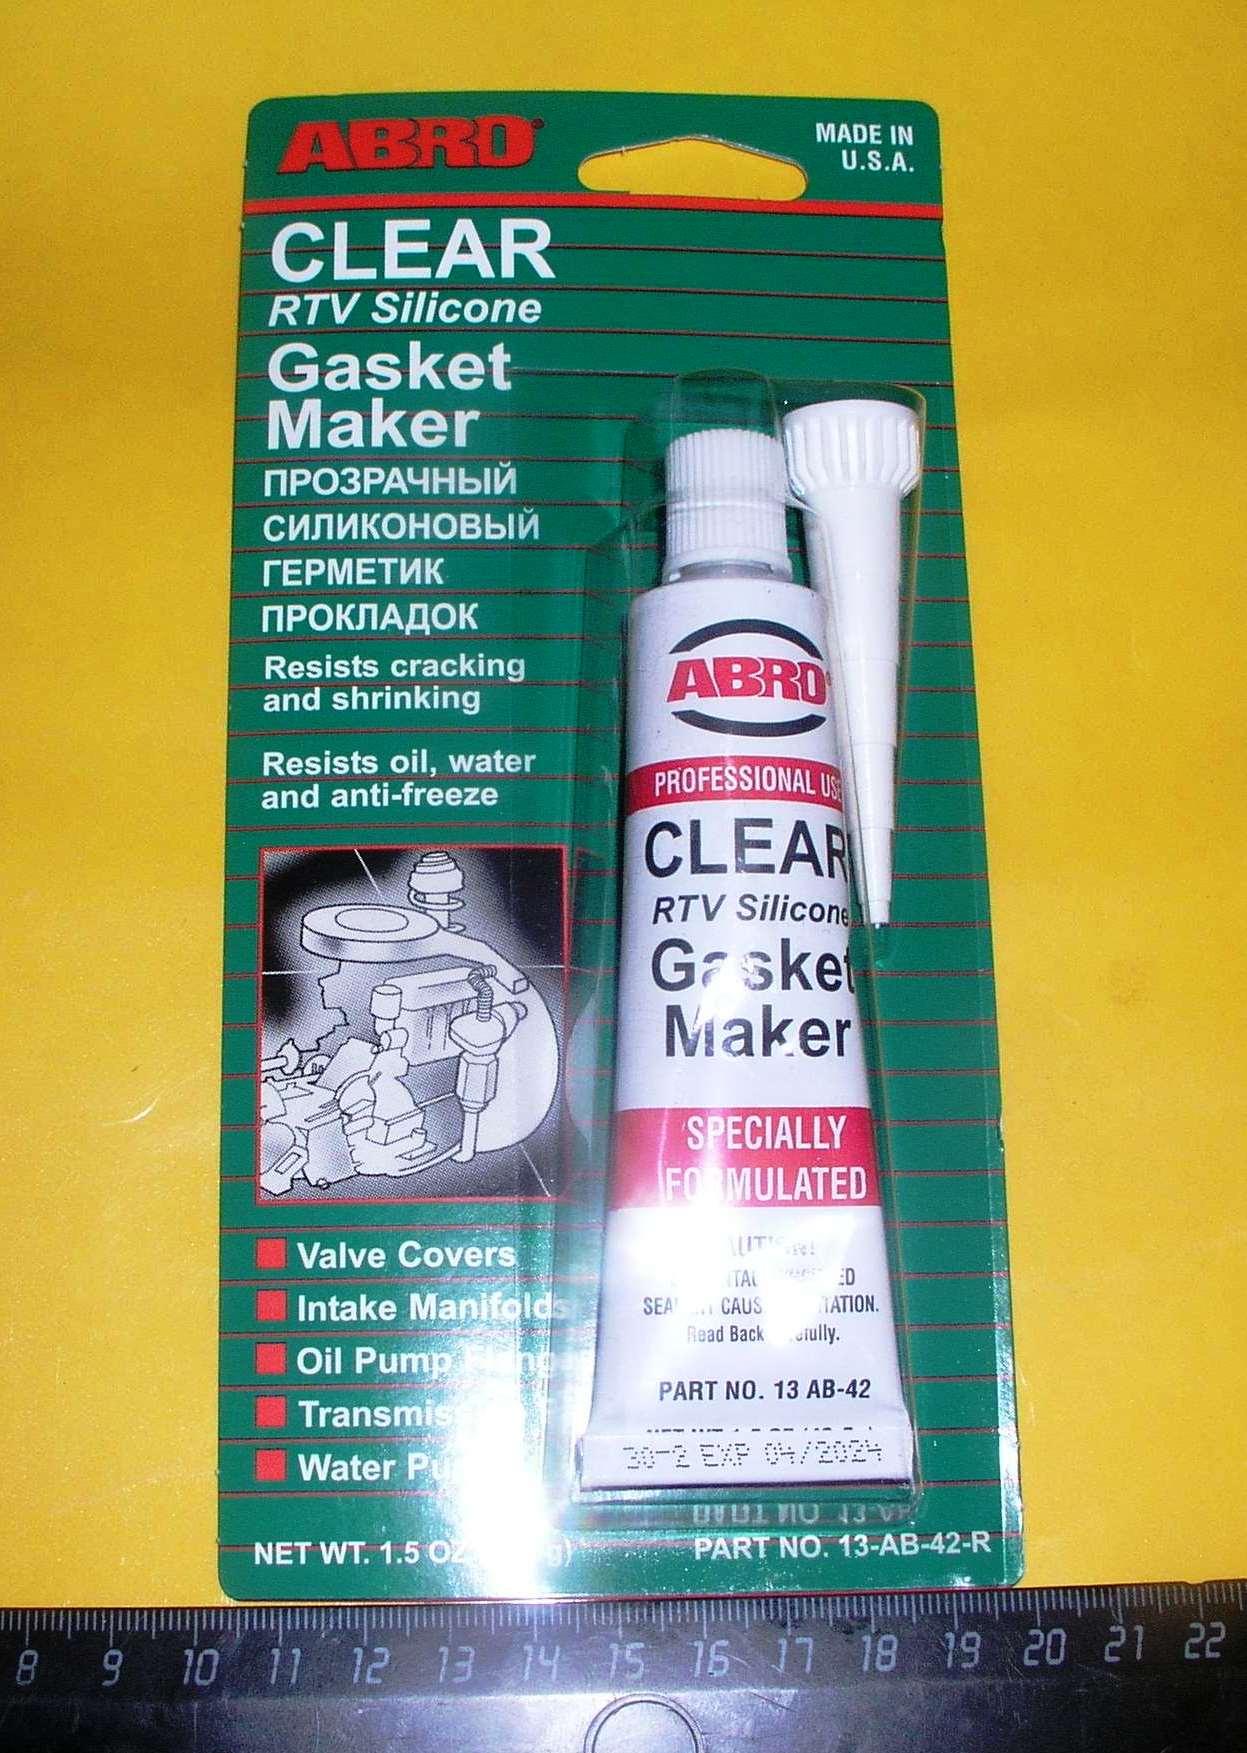 ABRO®
MADE IN
U.S.A.
CLEAR
RTV Silicone
Gasket
Maker
ПРОЗРАЧНЫЙ
СИЛИКОНОВЫЙ
ГЕРМЕТИК
ПРОКЛАДОК
Resists cracking
and shrinking
Resists oil, water
and anti-freeze
Valve Covers
Intake Manifolds
Oil Pump
Water
NET WT. 1.5 OZ
PART NO. 13-AB-42-R
ABRO®
PROFESSIONAL USE
CLEAR
RTV Silicone
Gasket
Maker
SPECIALLY
FORMULATED
Read Back
PART NO. 13 AB-42
30-2 EXP 04/2024
8 9 10 11 12 13 14 15 16 17 18 19 20 21 22